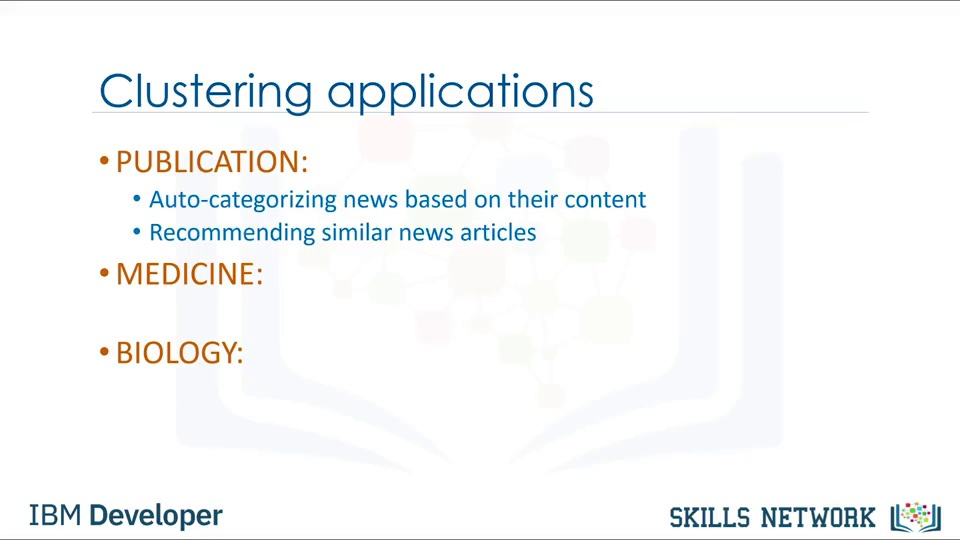 Clustering applications
• PUBLICATION:
• Auto-categorizing news based on their content
• Recommending similar news articles
• MEDICINE:
• BIOLOGY:
IBM Developer
SKILLS NETWORK